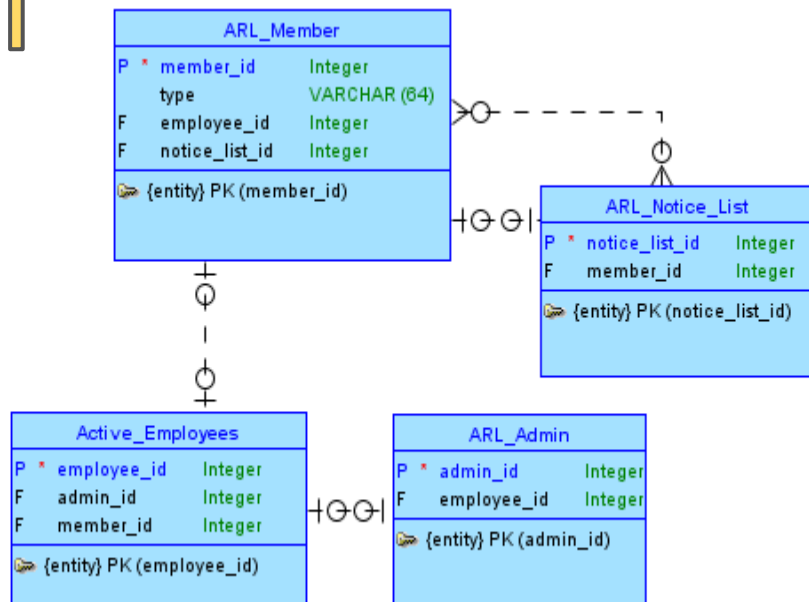 ARL_Member
P * member_id Integer
type VARCHAR (64)
F employee_id Integer
F notice_list_id Integer
{entity} PK (member_id)
ARL_Notice_List
P * notice_list_id Integer
F member_id Integer
{entity} PK (notice_list_id)
Active_Employees
P * employee_id Integer
F admin_id Integer
F member_id Integer
{entity} PK (employee_id)
ARL_Admin
P * admin_id Integer
F employee_id Integer
{entity} PK (admin_id)